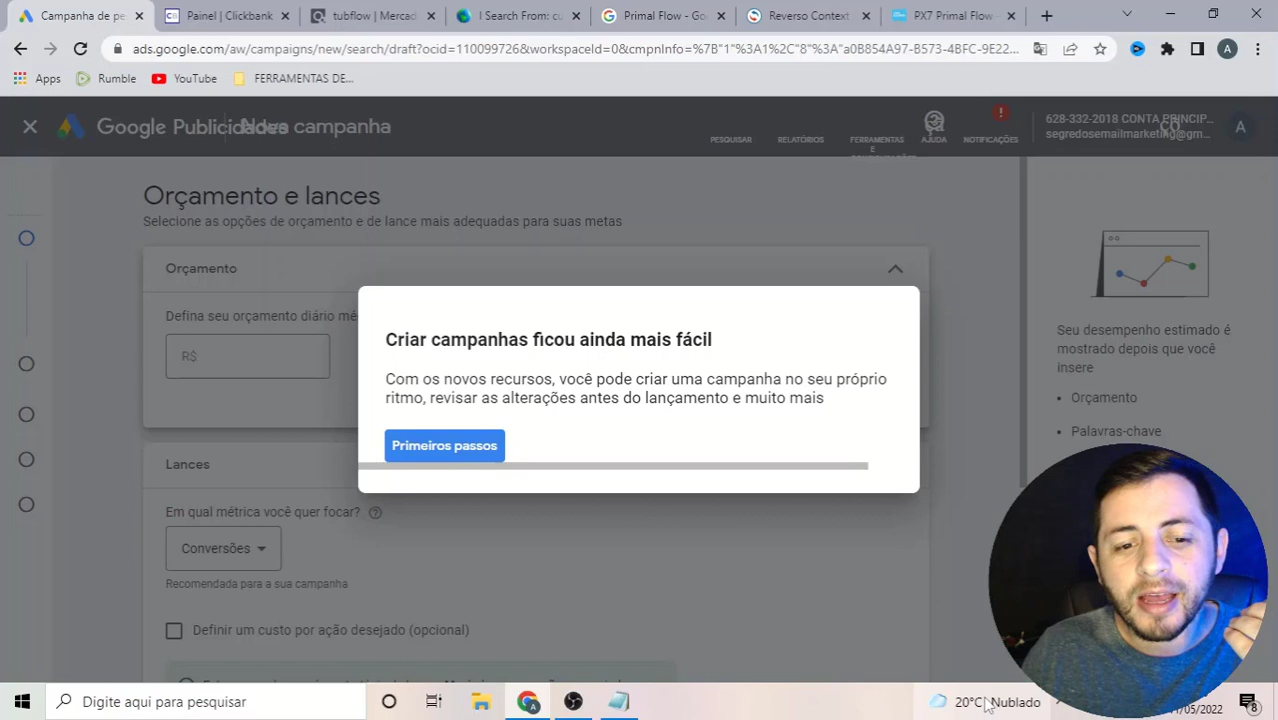 Campanha de pe
Painel | Clickbank
tubflow | Mercad
I Search From: cu
Primal Flow - Go
Reverso Context
PX7 Primal Flow
ads.google.com/aw/campaigns/new/search/draft?ocid=110099726&workspaceId=0&cmpnInfo=%7B"1"%3A1%2C"8"%3A"a0B854A97-B573-4BFC-9E22...
A
Apps
Rumble
YouTube
FERRAMENTAS DE...
Google Publicidades
Nova campanha
PESQUISAR
RELATÓRIOS
FERRAMENTAS
E
AJUDA
NOTIFICAÇÕES
628-332-2018 CONTA PRINCIP...
segredosemailmarketing@gm...
A
Orçamento e lances
Selecione as opções de orçamento e de lance mais adequadas para suas metas
Orçamento
Defina seu orçamento diário mé
R$
Criar campanhas ficou ainda mais fácil
Com os novos recursos, você pode criar uma campanha no seu próprio
ritmo, revisar as alterações antes do lançamento e muito mais
Primeiros passos
Lances
Em qual métrica você quer focar?
Conversões
Recomendada para a sua campanha
Definir um custo por ação desejado (opcional)
Seu desempenho estimado é
mostrado depois que você
insere
• Orçamento
• Palavras-chave
Digite aqui para pesquisar
20°C Nublado
/05/2022
8